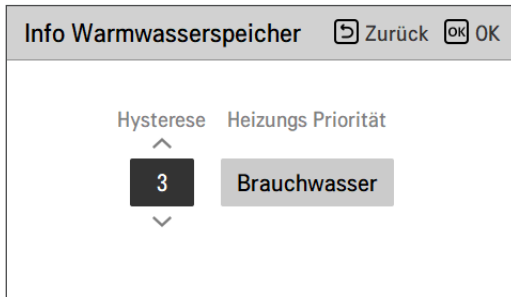 Info Warmwasserspeicher Zurück OK OK
Hysterese Heizungs Priorität
3 Brauchwasser